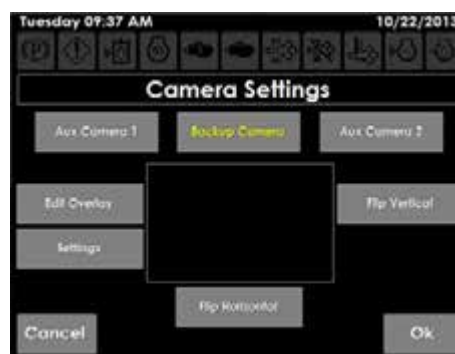 Tuesday 09:37 AM 10/22/2013
Camera Settings
Aux Camera 1 Backup Camera Aux Camera 2
Edit Overlay Flip Vertical
Settings
Flip Horizontal
Cancel Ok